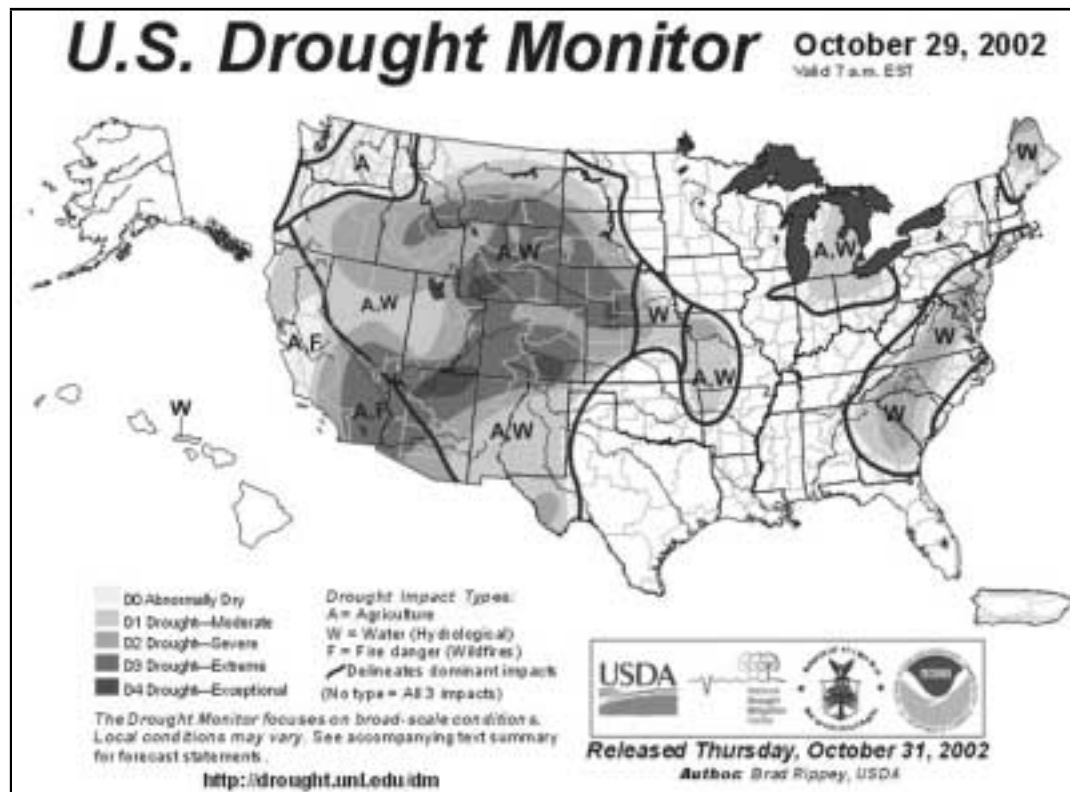 U.S. Drought Monitor
October 29, 2002
Valid 7 a.m. EST
A
W
A,W
A,W
A,W
W
A,F
W
A,W
A,F
W
W
A,W
D0 Abnormally Dry
D1 Drought—Moderate
D2 Drought—Severe
D3 Drought—Extreme
D4 Drought—Exceptional
Drought Impact Types:
A = Agriculture
W = Water (Hydrological)
F = Fire danger (Wildfires)
Delineates dominant impacts
(No type = All 3 impacts)
The Drought Monitor focuses on broad-scale conditions.
Local conditions may vary. See accompanying text summary
for forecast statements.
http://drought.unl.edu/dm
USDA
Released Thursday, October 31, 2002
Author: Brad Rippey, USDA